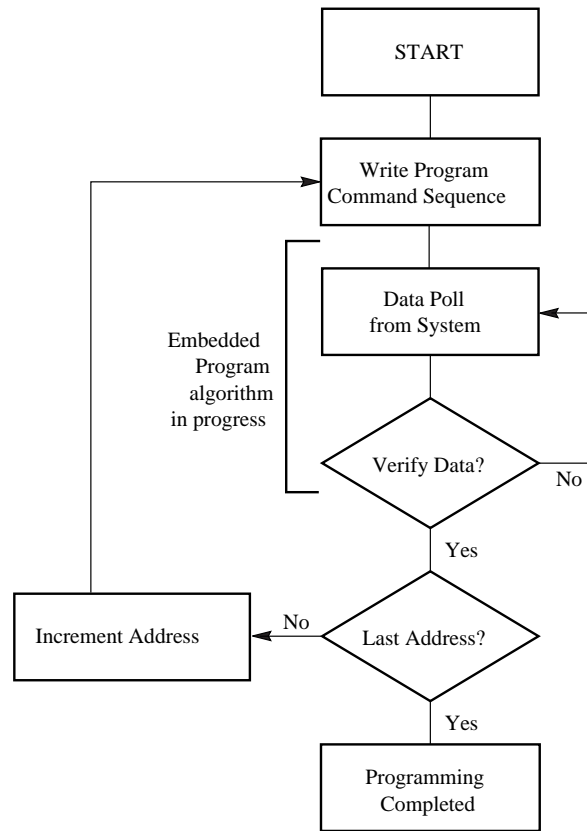 START
Write Program
Command Sequence
Data Poll
from System
Embedded
Program
algorithm
in progress
Verify Data?
No
Yes
No
Increment Address
Last Address?
Yes
Programming
Completed